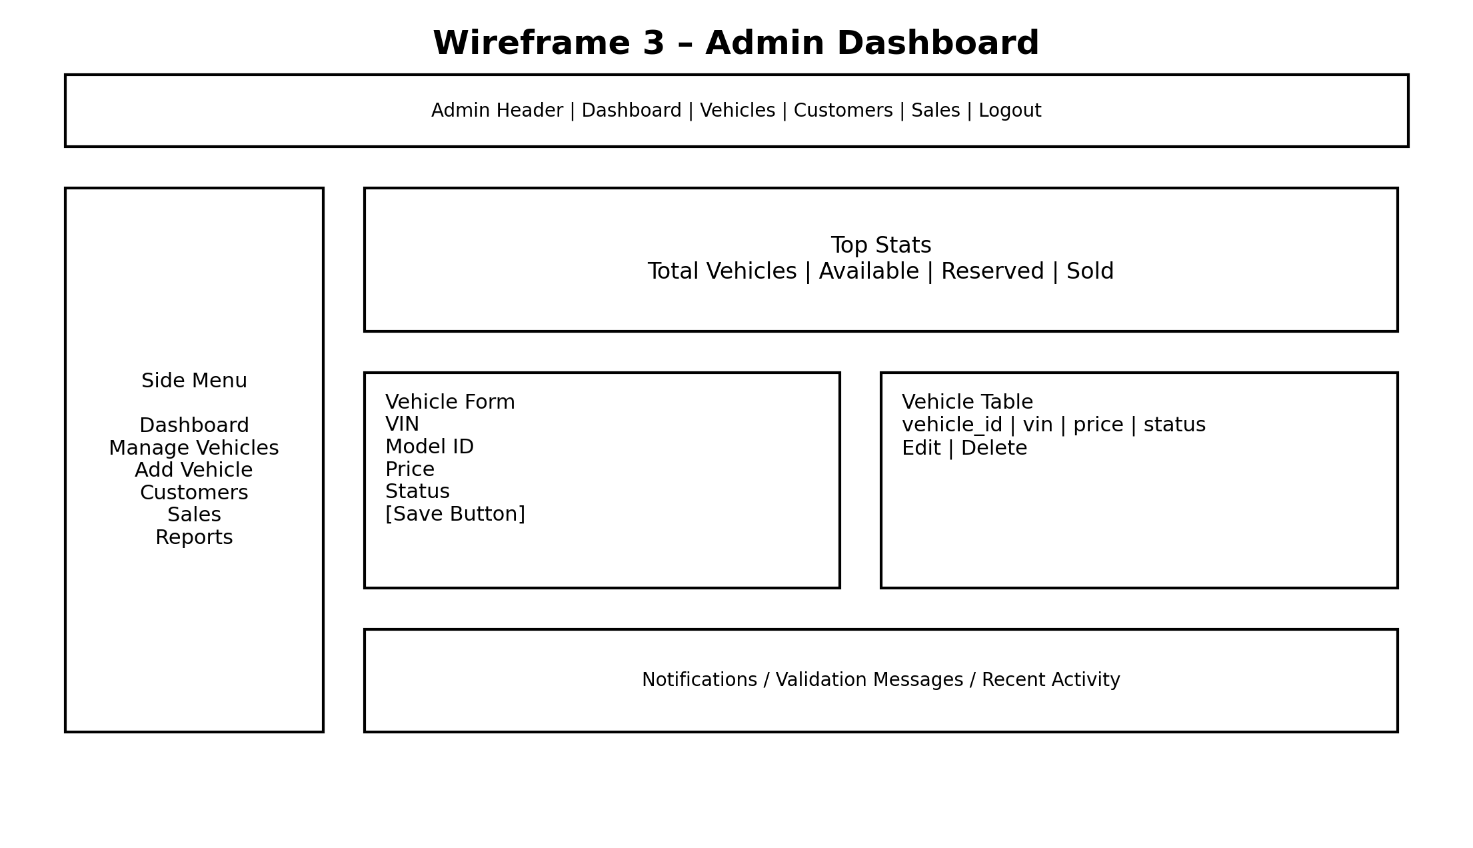 Wireframe 3 – Admin Dashboard
Admin Header | Dashboard | Vehicles | Customers | Sales | Logout
Side Menu
Dashboard
Manage Vehicles
Add Vehicle
Customers
Sales
Reports
Top Stats
Total Vehicles | Available | Reserved | Sold
Vehicle Form
VIN
Model ID
Price
Status
[Save Button]
Vehicle Table
vehicle_id | vin | price | status
Edit | Delete
Notifications / Validation Messages / Recent Activity